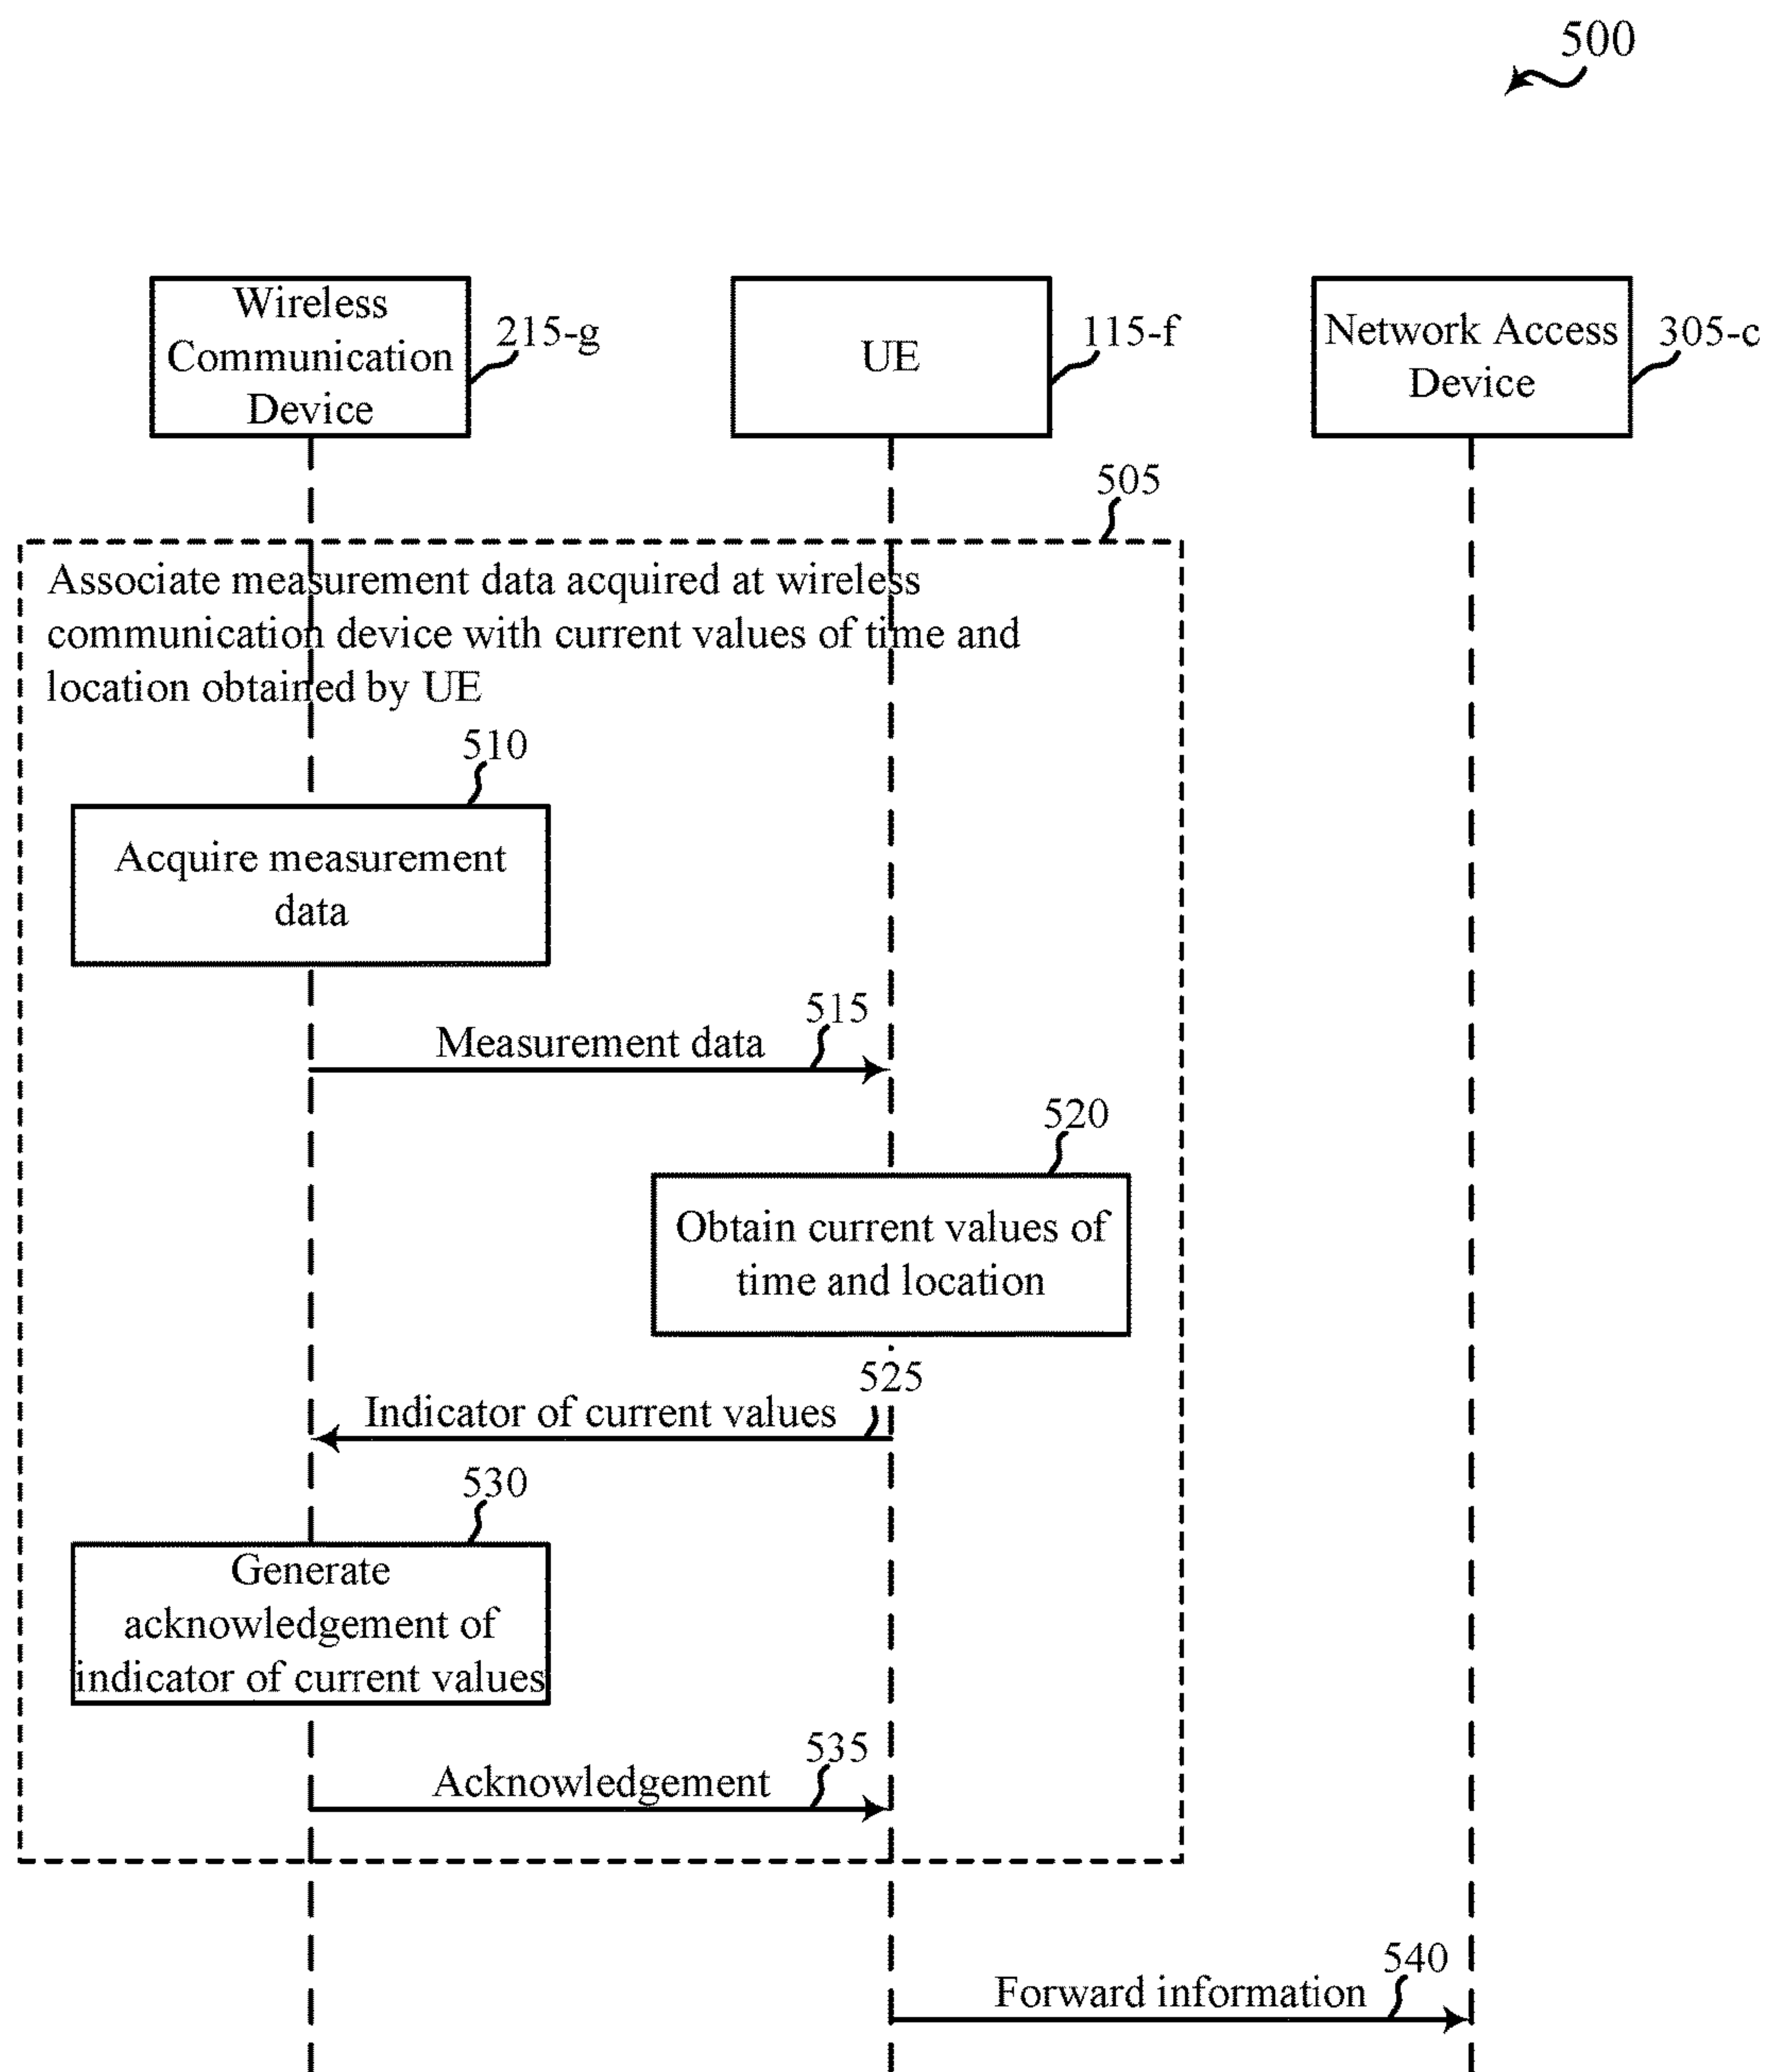 500
Wireless
Communication
Device
215-g
UE
115-f
Network Access
Device
305-c
505
Associate measurement data acquired at wireless
communication device with current values of time and
location obtained by UE
510
Acquire measurement
data
515
Measurement data
520
Obtain current values of
time and location
525
Indicator of current values
530
Generate
acknowledgement of
indicator of current values
535
Acknowledgement
540
Forward information